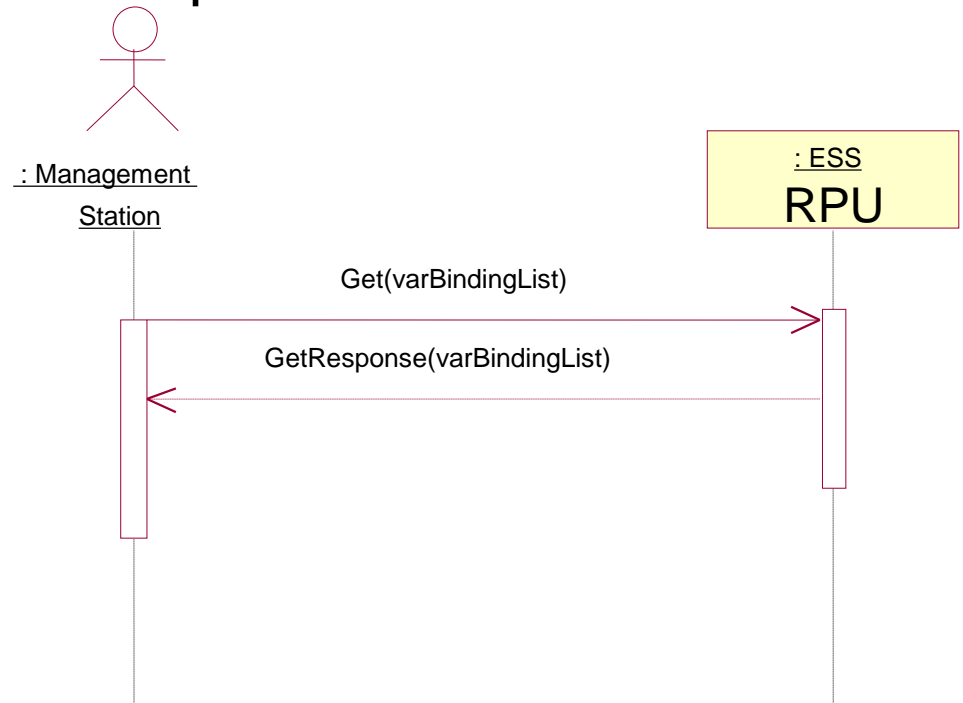 : Management
Station
: ESS
RPU
Get(varBindingList)
GetResponse(varBindingList)